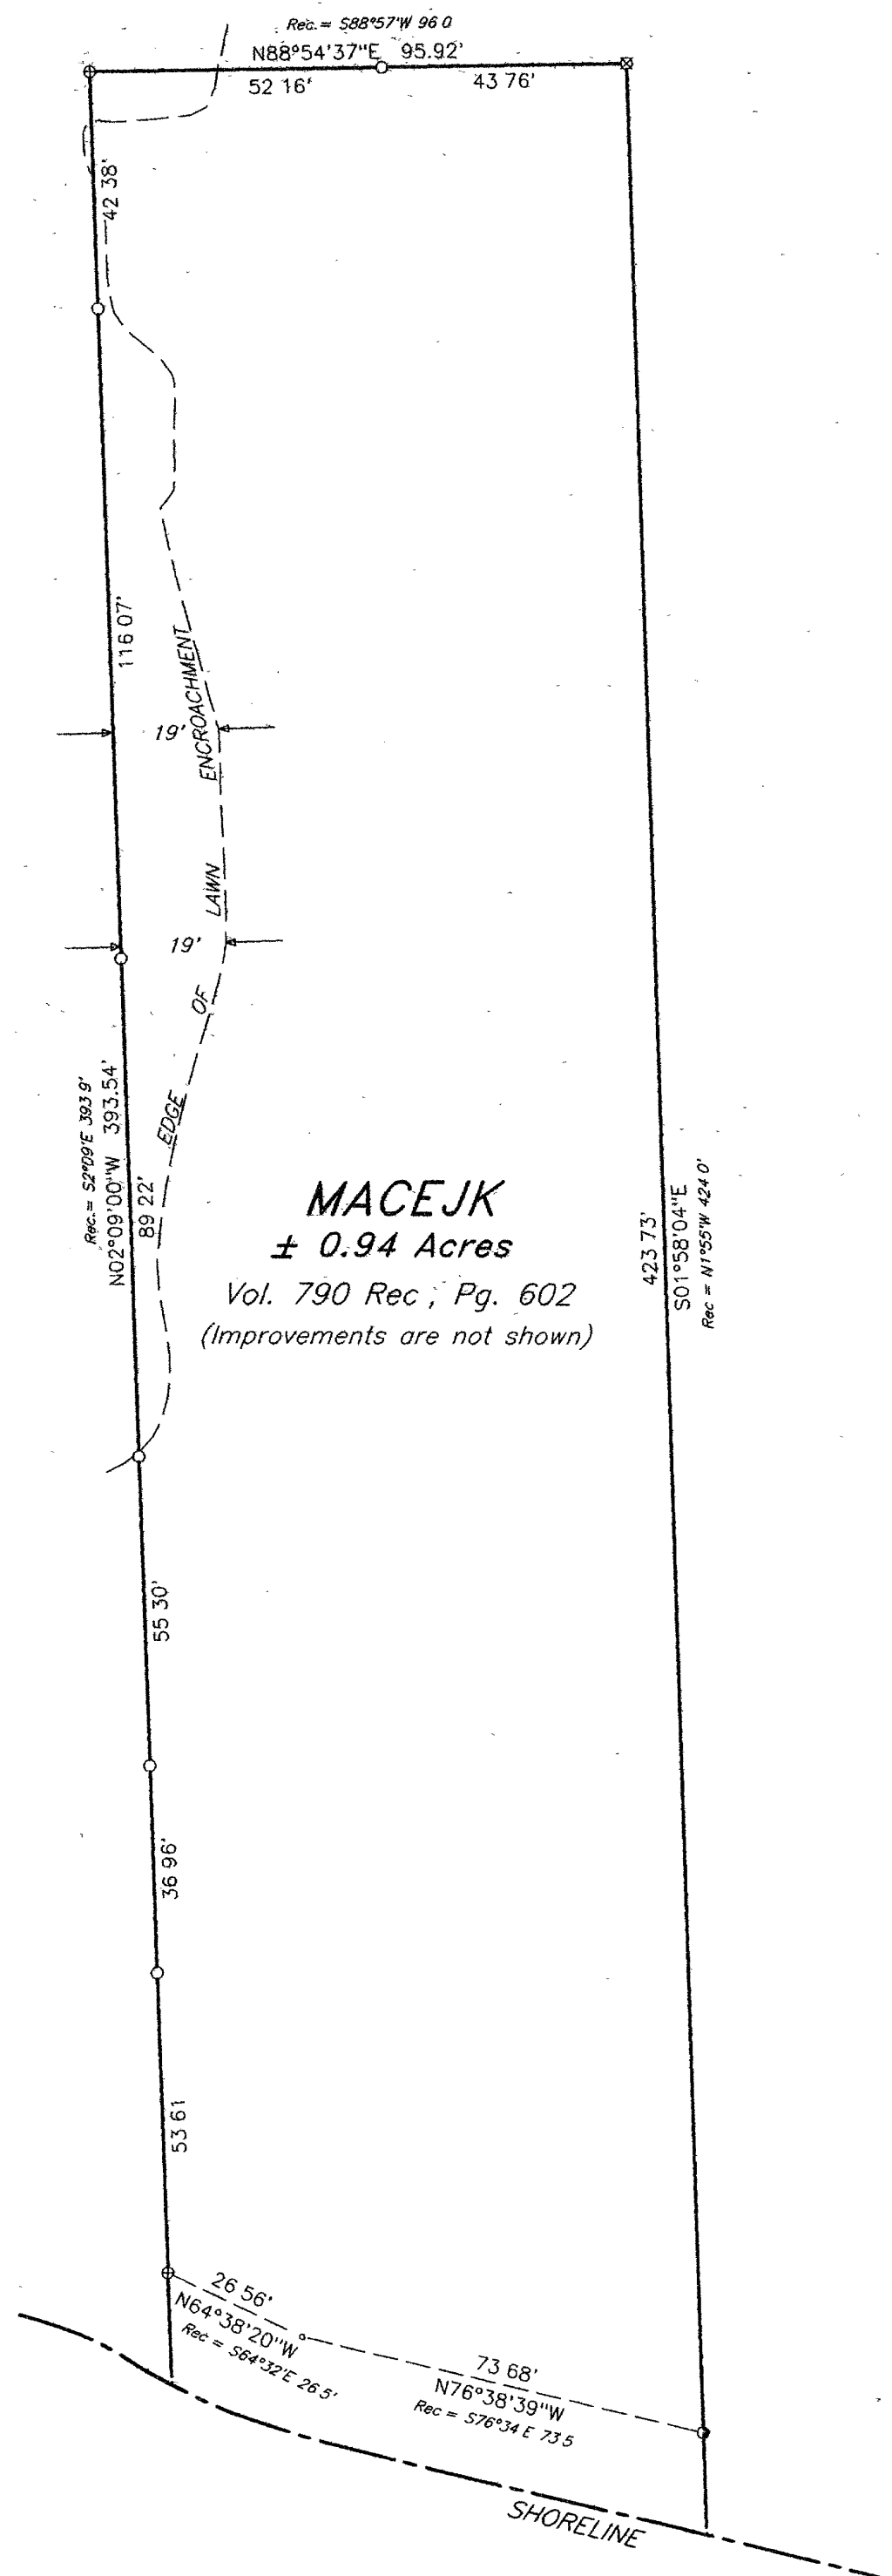 Rec.= S88°57'W 96 0
N88°54'37"E 95.92'
52 16'
43 76'
42 38'
116 07'
19'
19'
EDGE OF LAWN ENCROACHMENT
Rec.= S2°09'E 393 9'
N02°09'00"W 393.54'
89 22'
MACEJK
± 0.94 Acres
Vol. 790 Rec , Pg. 602
(Improvements are not shown)
423 73'
S01°58'04"E
Rec = N1°55'W 424 0'
55 30'
36 96'
53 61
26 56'
N64°38'20"W
Rec = S64°32'E 26 5'
73 68'
N76°38'39"W
Rec = S76°34 E 73 5
SHORELINE